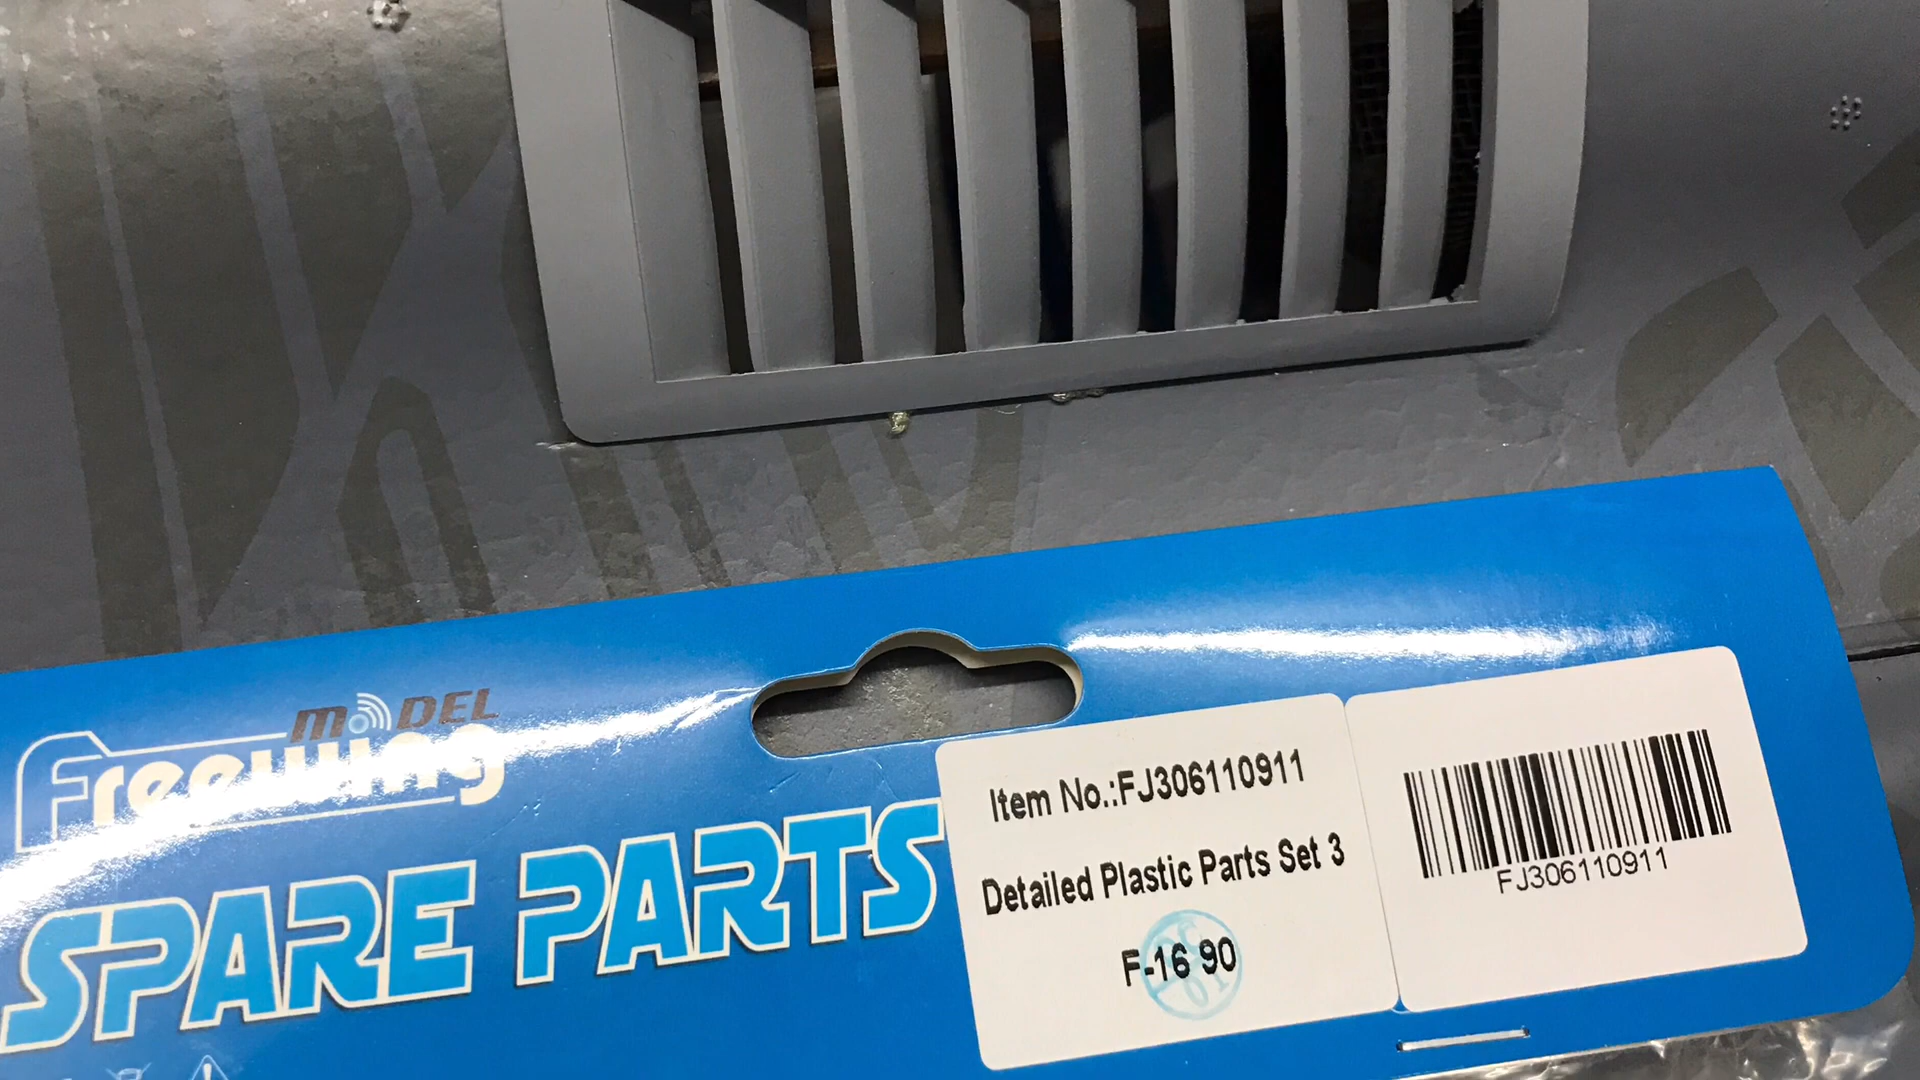 MODEL
Freewing
SPARE PARTS
Item No.:FJ306110911
Detailed Plastic Parts Set 3
F-16 90
FJ306110911